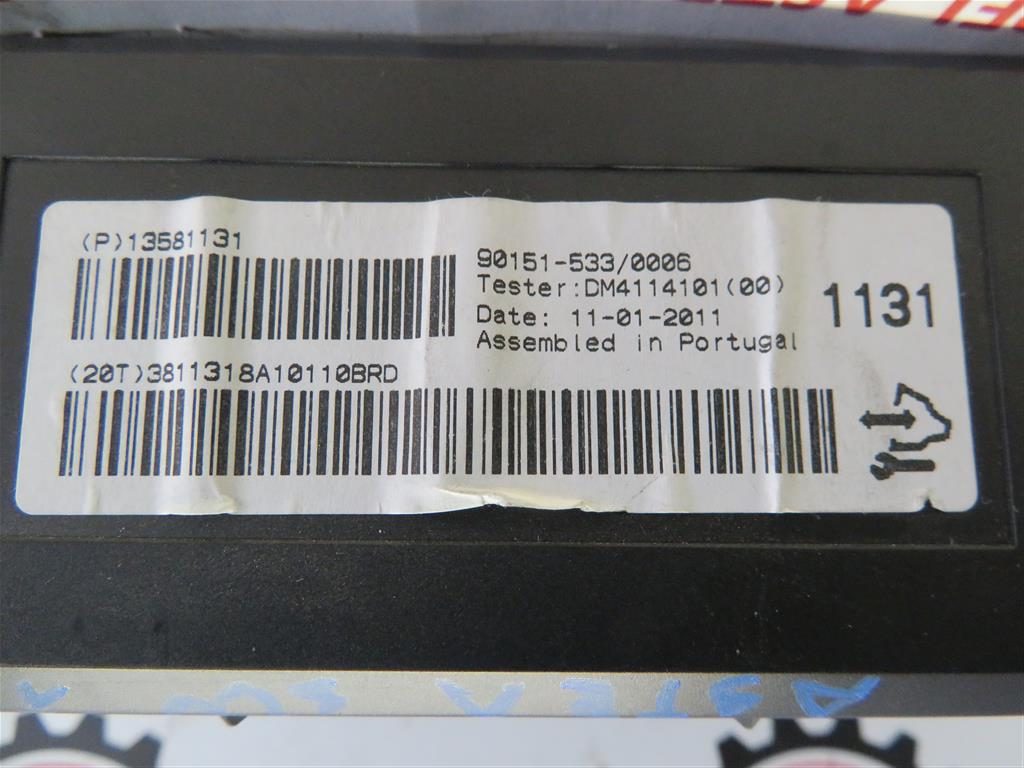 (P)13581131
90151-533/0006
Tester:DM4114101(00)
Date: 11-01-2011
Assembled in Portugal
1131
(20T)3811318A10110BRD